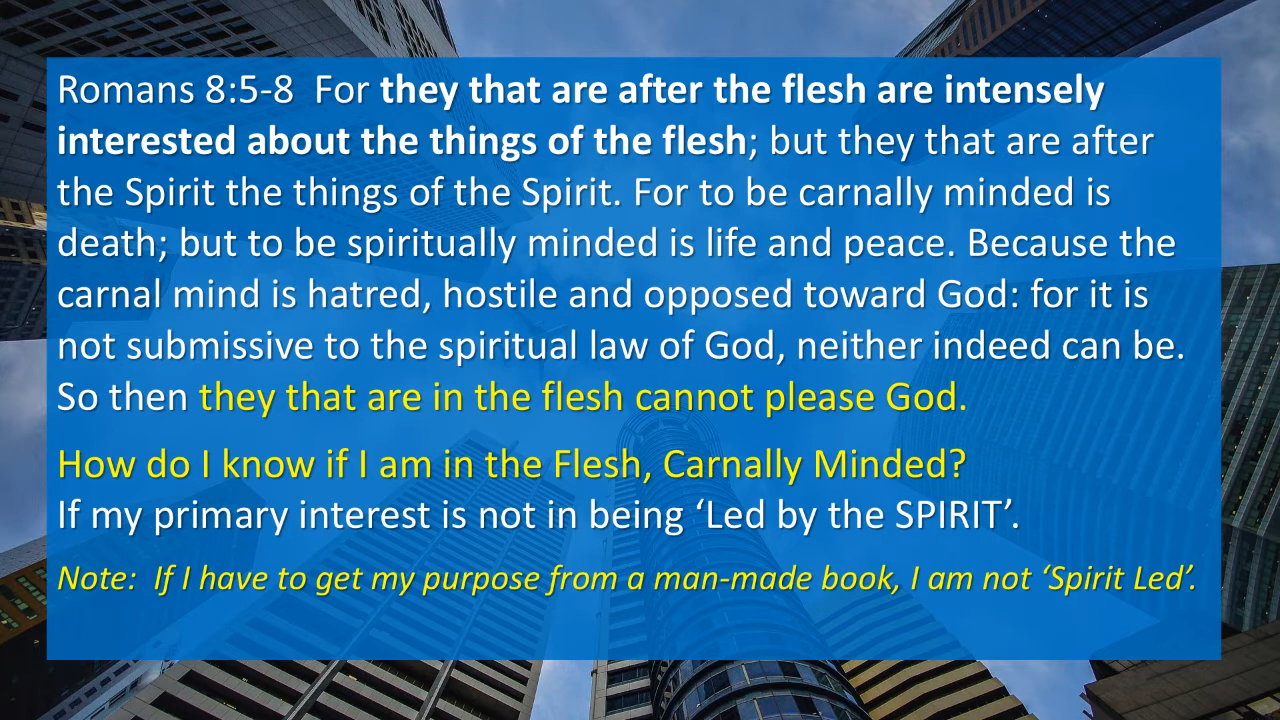 Romans 8:5-8  For they that are after the flesh are intensely
interested about the things of the flesh; but they that are after
the Spirit the things of the Spirit. For to be carnally minded is
death; but to be spiritually minded is life and peace. Because the
carnal mind is hatred, hostile and opposed toward God: for it is
not submissive to the spiritual law of God, neither indeed can be.
So then they that are in the flesh cannot please God.
How do I know if I am in the Flesh, Carnally Minded?
If my primary interest is not in being ‘Led by the SPIRIT’.
Note:  If I have to get my purpose from a man-made book, I am not ‘Spirit Led’.